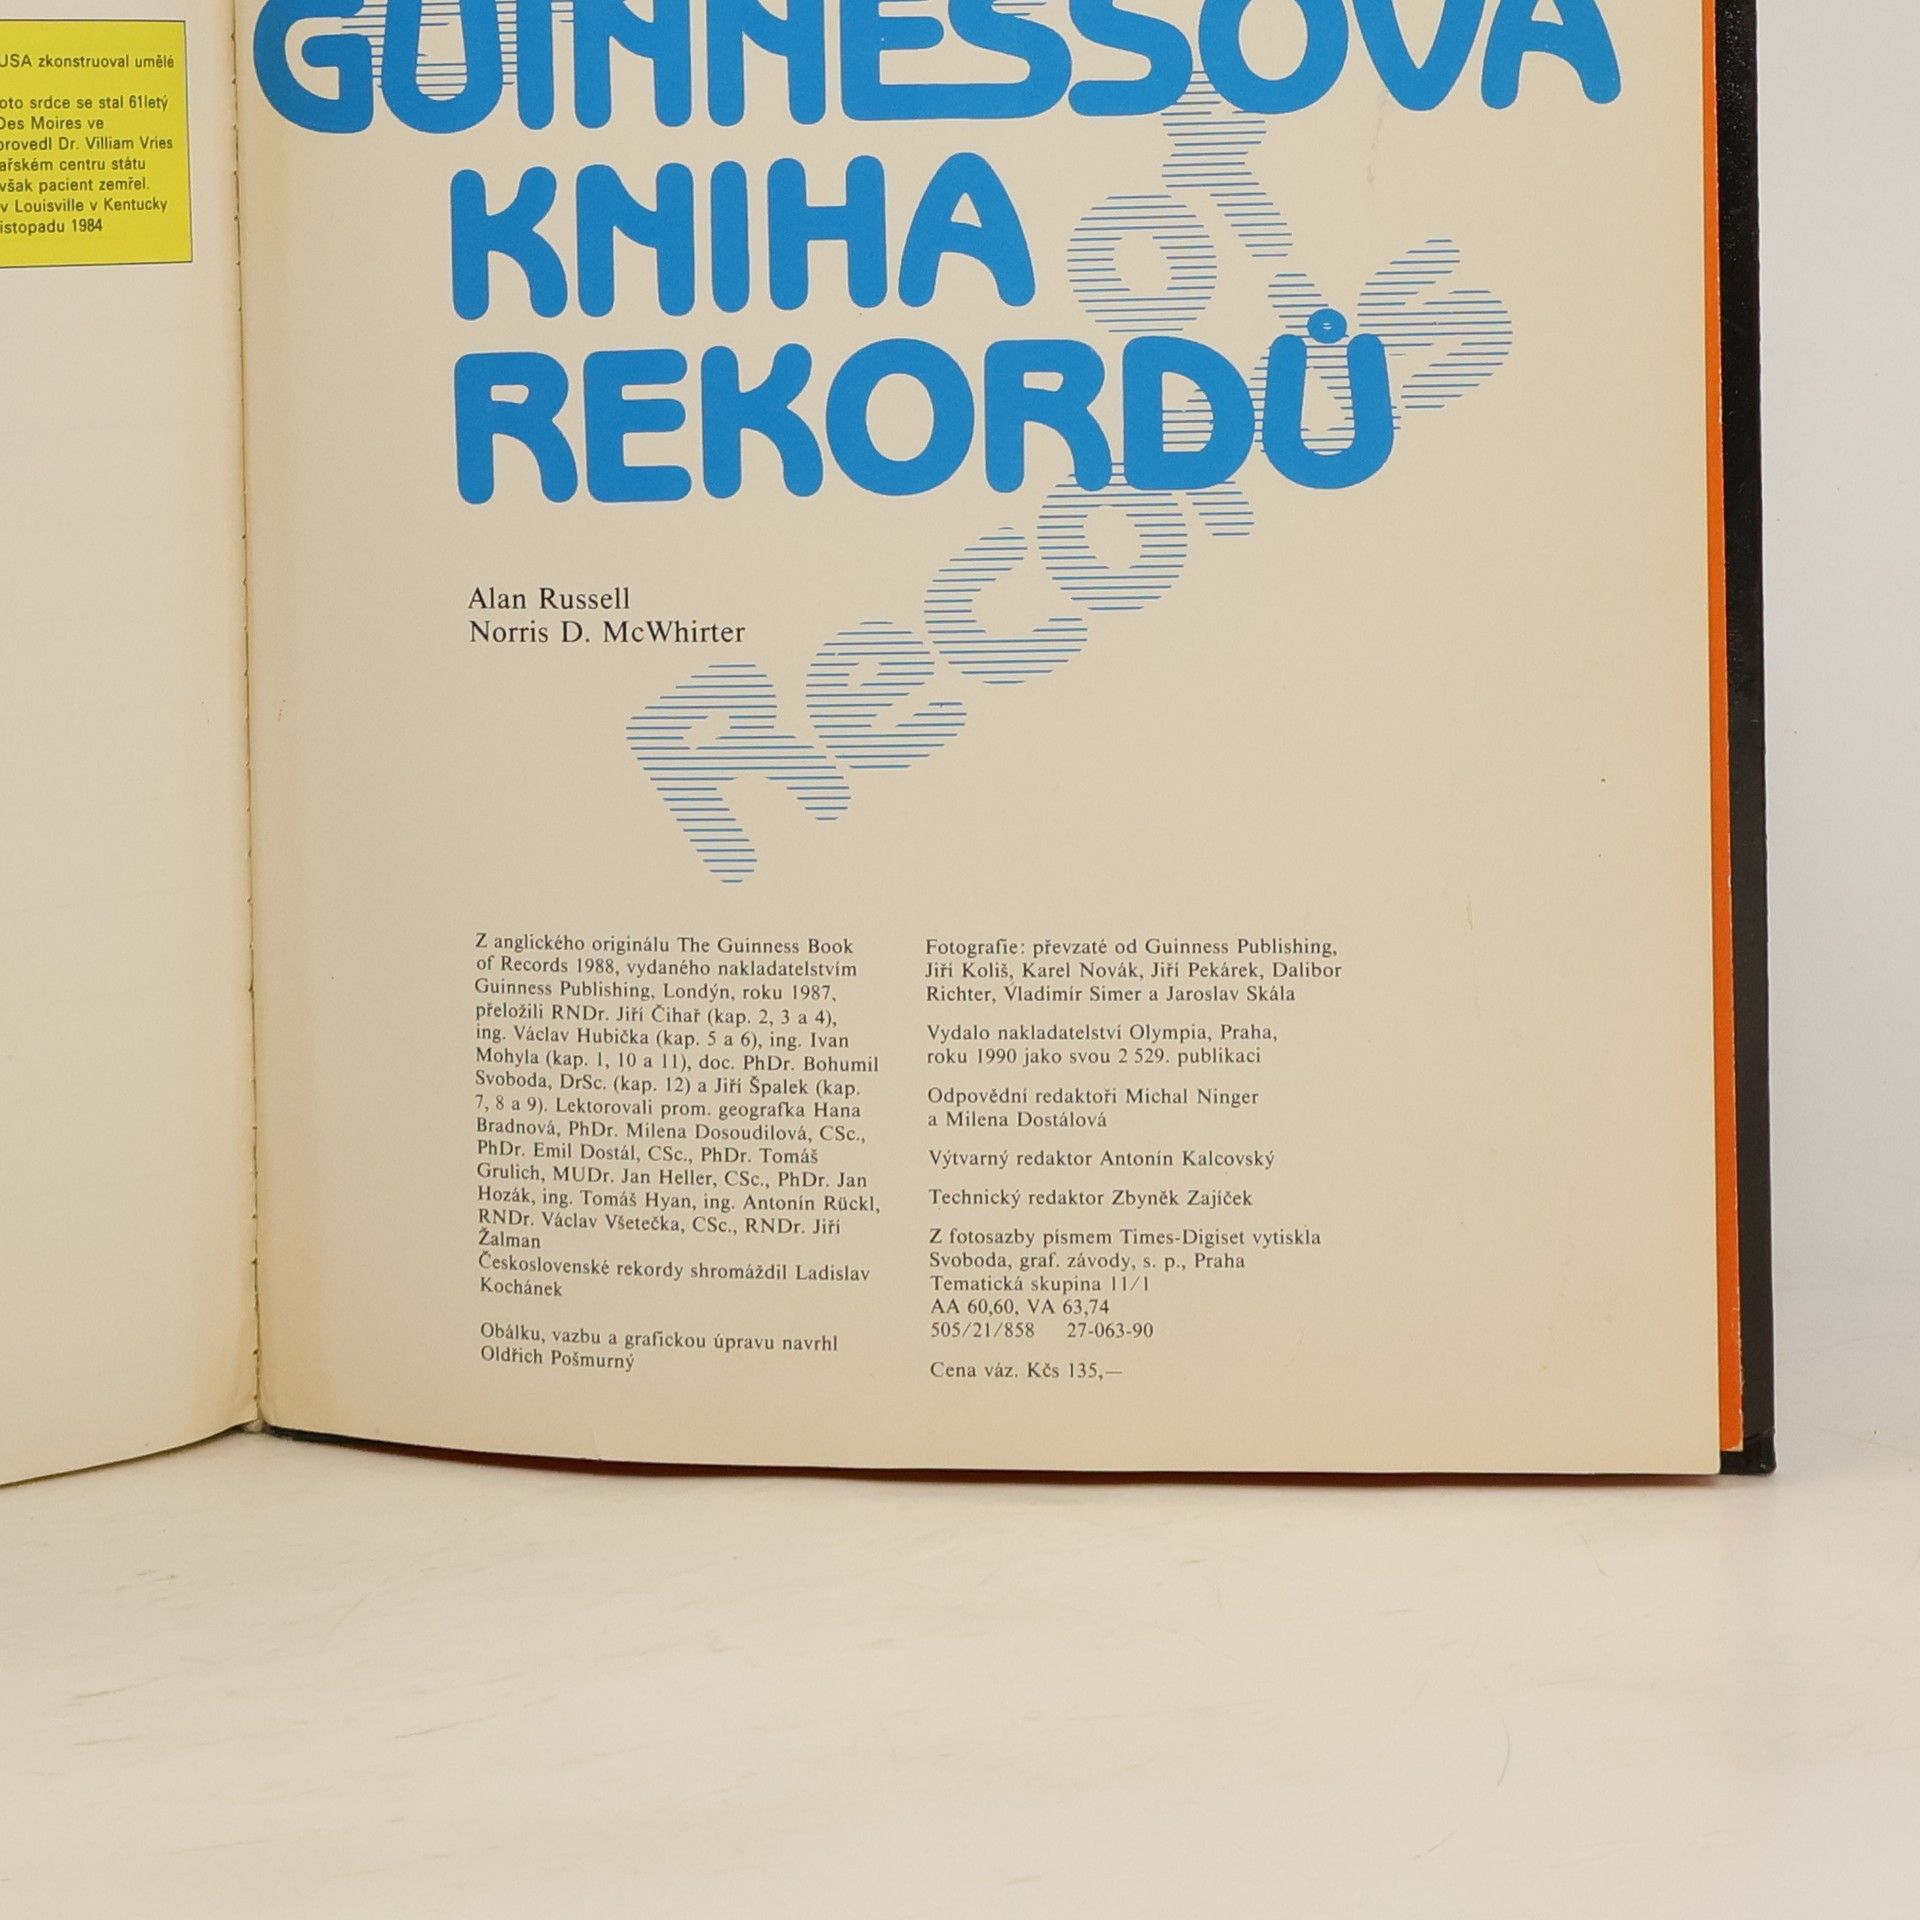 USA zkonstruoval umělé
oto srdce se stal 61letý
Des Moires ve
provedl Dr. Villiam Vries
ařském centru státu
však pacient zemřel.
v Louisville v Kentucky
istopadu 1984
GUINNESSOVA
KNIHA
REKORDŮ
Records
Alan Russell
Norris D. McWhirter
Z anglického originálu The Guinness Book
of Records 1988, vydaného nakladatelstvím
Guinness Publishing, Londýn, roku 1987,
přeložili RNDr. Jiří Čihař (kap. 2, 3 a 4),
ing. Václav Hubička (kap. 5 a 6), ing. Ivan
Mohyla (kap. 1, 10 a 11), doc. PhDr. Bohumil
Svoboda, DrSc. (kap. 12) a Jiří Špalek (kap.
7, 8 a 9). Lektorovali prom. geografka Hana
Bradnová, PhDr. Milena Dosoudilová, CSc.,
PhDr. Emil Dostál, CSc., PhDr. Tomáš
Grulich, MUDr. Jan Heller, CSc., PhDr. Jan
Hozák, ing. Tomáš Hyan, ing. Antonín Rückl,
RNDr. Václav Všetečka, CSc., RNDr. Jiří
Žalman
Československé rekordy shromáždil Ladislav
Kochánek
Obálku, vazbu a grafickou úpravu navrhl
Oldřich Pošmurný
Fotografie: převzaté od Guinness Publishing,
Jiří Koliš, Karel Novák, Jiří Pekárek, Dalibor
Richter, Vladimír Simer a Jaroslav Skála
Vydalo nakladatelství Olympia, Praha,
roku 1990 jako svou 2 529. publikaci
Odpovědní redaktoři Michal Ninger
a Milena Dostálová
Výtvarný redaktor Antonín Kalcovský
Technický redaktor Zbyněk Zajíček
Z fotosazby písmem Times-Digiset vytiskla
Svoboda, graf. závody, s. p., Praha
Tematická skupina 11/1
AA 60,60, VA 63,74
505/21/858 27-063-90
Cena váz. Kčs 135,—